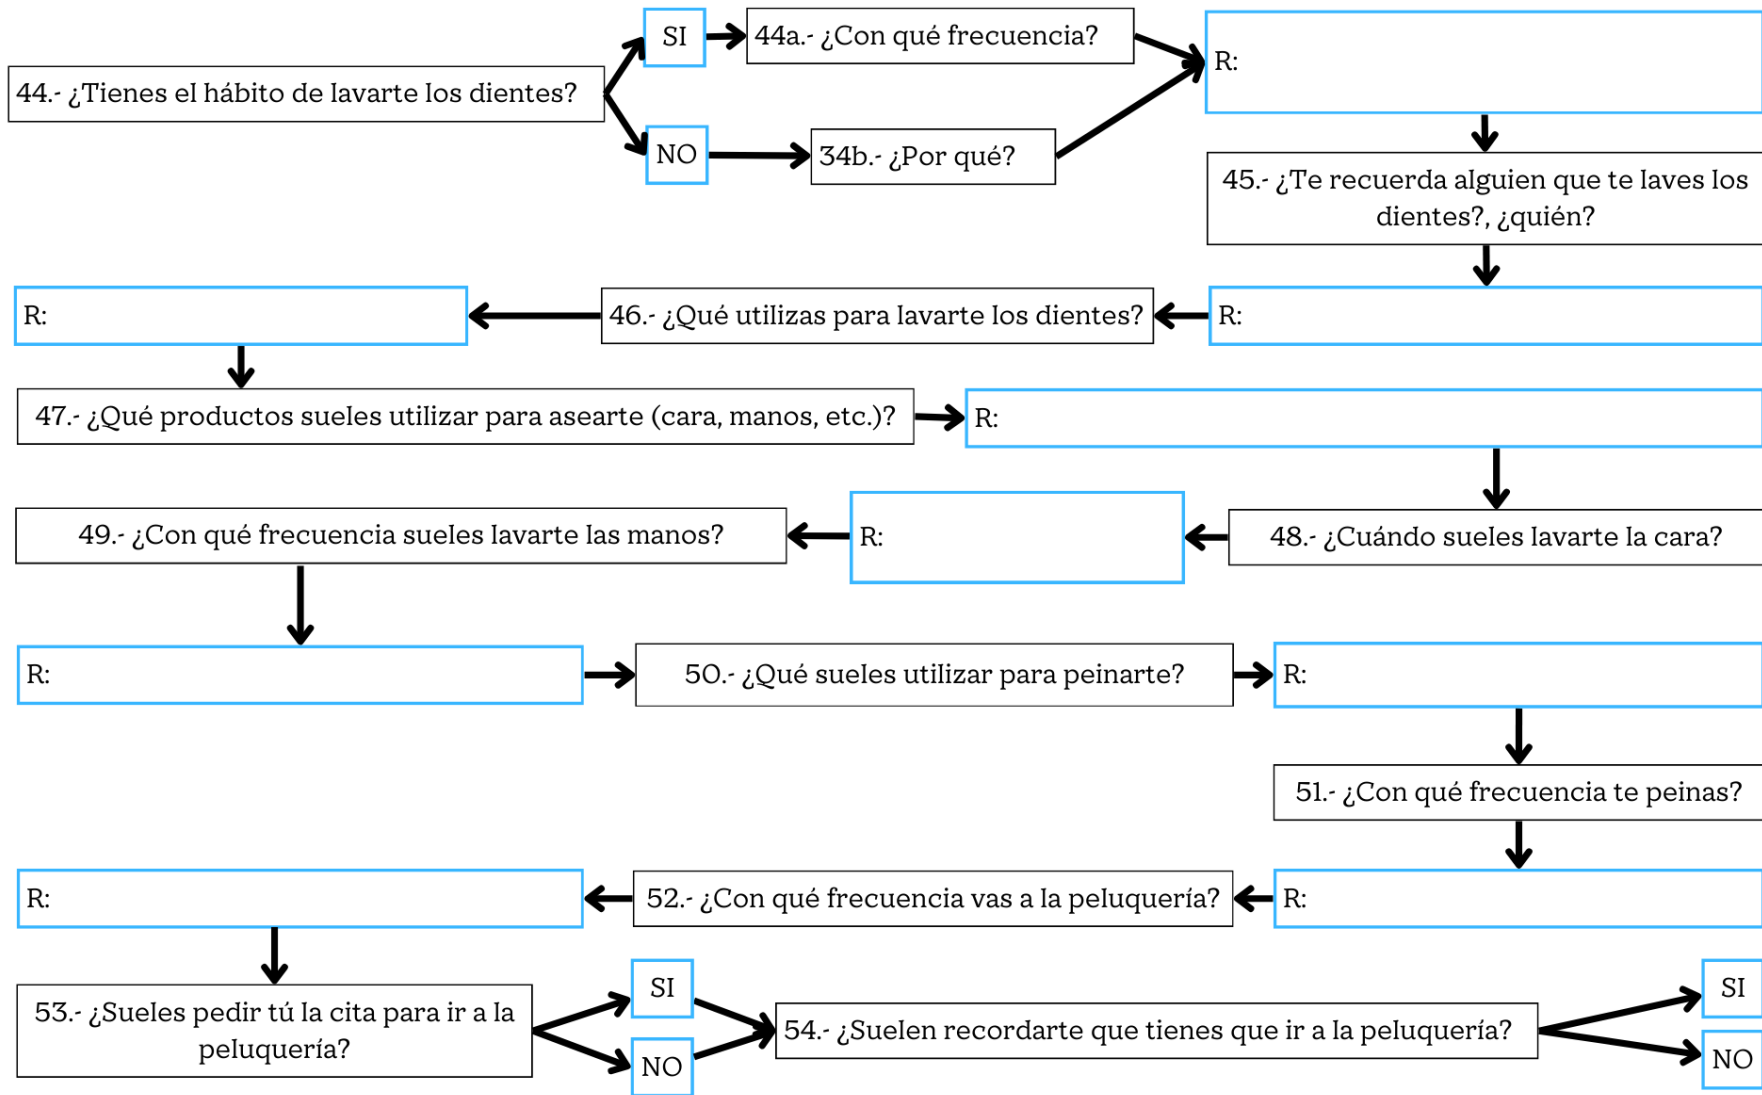 44.- ¿Tienes el hábito de lavarte los dientes?
SI
44a.- ¿Con qué frecuencia?
NO
34b.- ¿Por qué?
R:
45.- ¿Te recuerda alguien que te laves los
dientes?, ¿quién?
R:
46.- ¿Qué utilizas para lavarte los dientes?
R:
47.- ¿Qué productos sueles utilizar para asearte (cara, manos, etc.)?
R:
48.- ¿Cuándo sueles lavarte la cara?
R:
49.- ¿Con qué frecuencia sueles lavarte las manos?
R:
50.- ¿Qué sueles utilizar para peinarte?
R:
51.- ¿Con qué frecuencia te peinas?
R:
52.- ¿Con qué frecuencia vas a la peluquería?
R:
53.- ¿Sueles pedir tú la cita para ir a la
peluquería?
SI
NO
54.- ¿Suelen recordarte que tienes que ir a la peluquería?
SI
NO